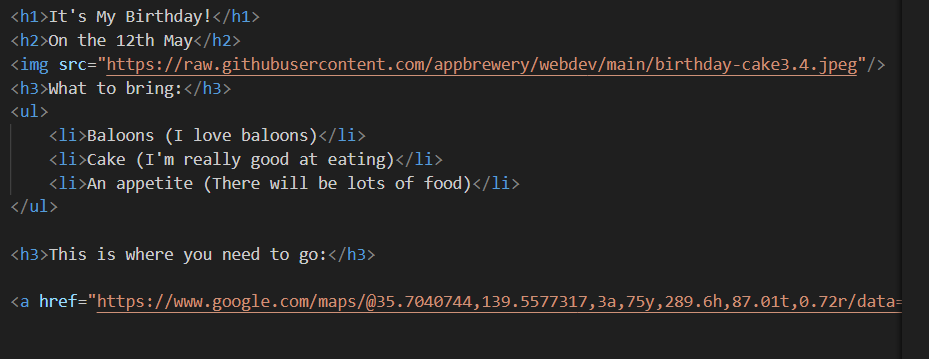 <h1>It's My Birthday!</h1>
<h2>On the 12th May</h2>
<img src="https://raw.githubusercontent.com/appbrewery/webdev/main/birthday-cake3.4.jpeg"/>
<h3>What to bring:</h3>
<ul>
    <li>Baloons (I love baloons)</li>
    <li>Cake (I'm really good at eating)</li>
    <li>An appetite (There will be lots of food)</li>
</ul>
<h3>This is where you need to go:</h3>
<a href="https://www.google.com/maps/@35.7040744,139.5577317,3a,75y,289.6h,87.01t,0.72r/data=